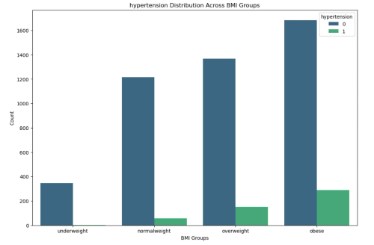 hypertension Distribution Across BMI Groups
hypertension
0
1
1600
1400
1200
1000
800
600
400
200
0
Count
underweight normalweight overweight obese
BMI Groups